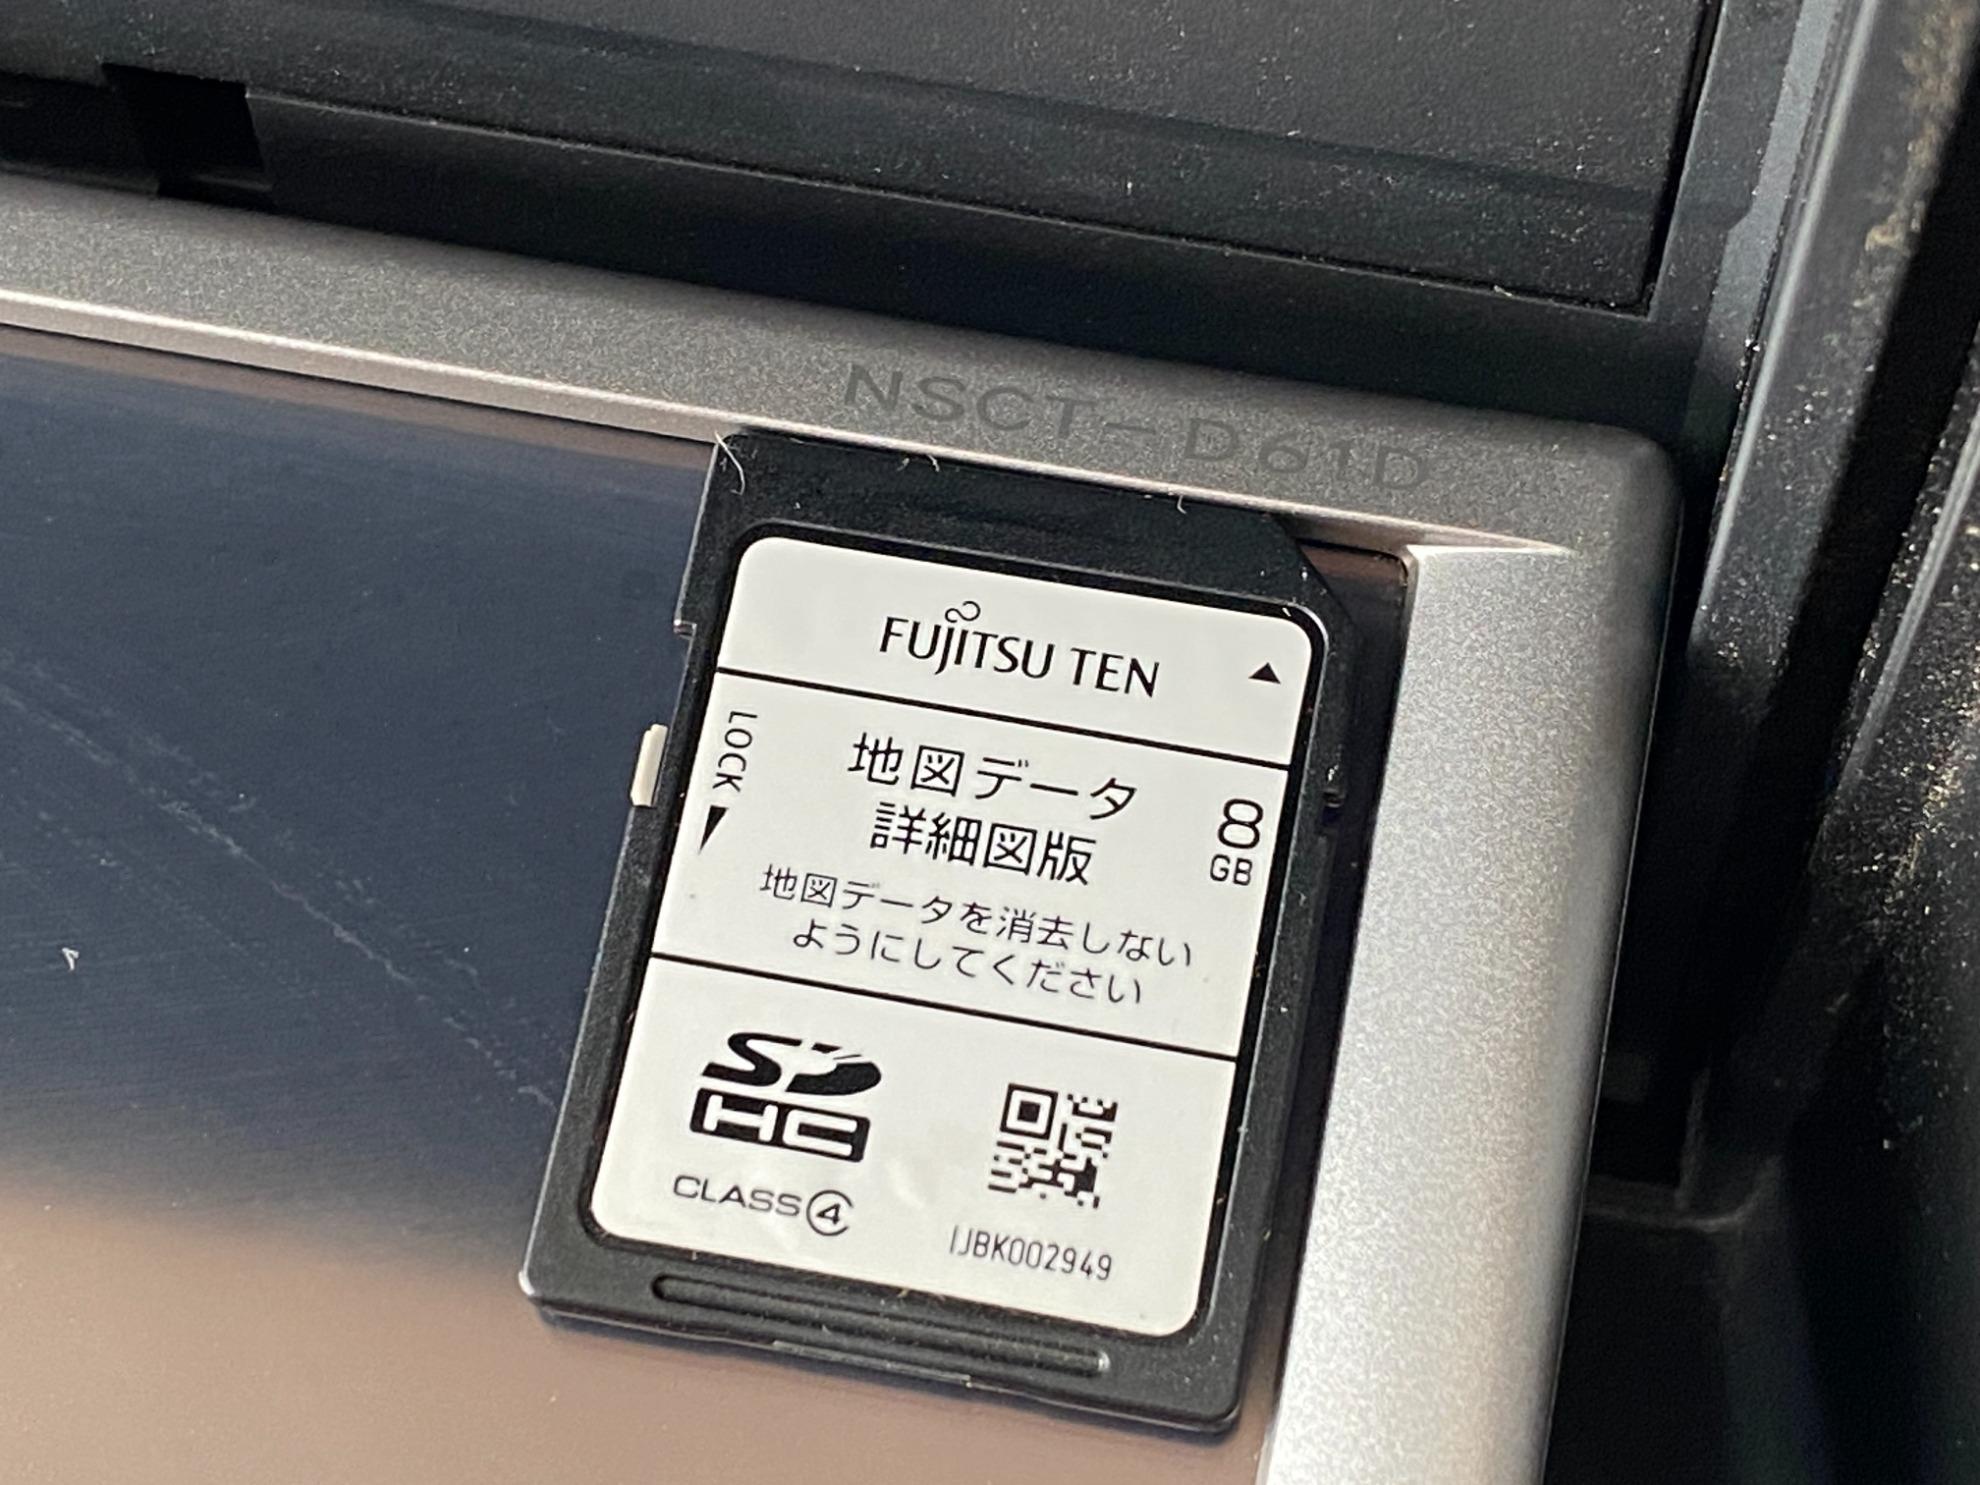 NSCT-D61D
FUJITSU TEN
LOCK
地図データ
詳細図版
8
GB
地図データを消去しない
ようにしてください
SD
HC
CLASS4
IJBK002949